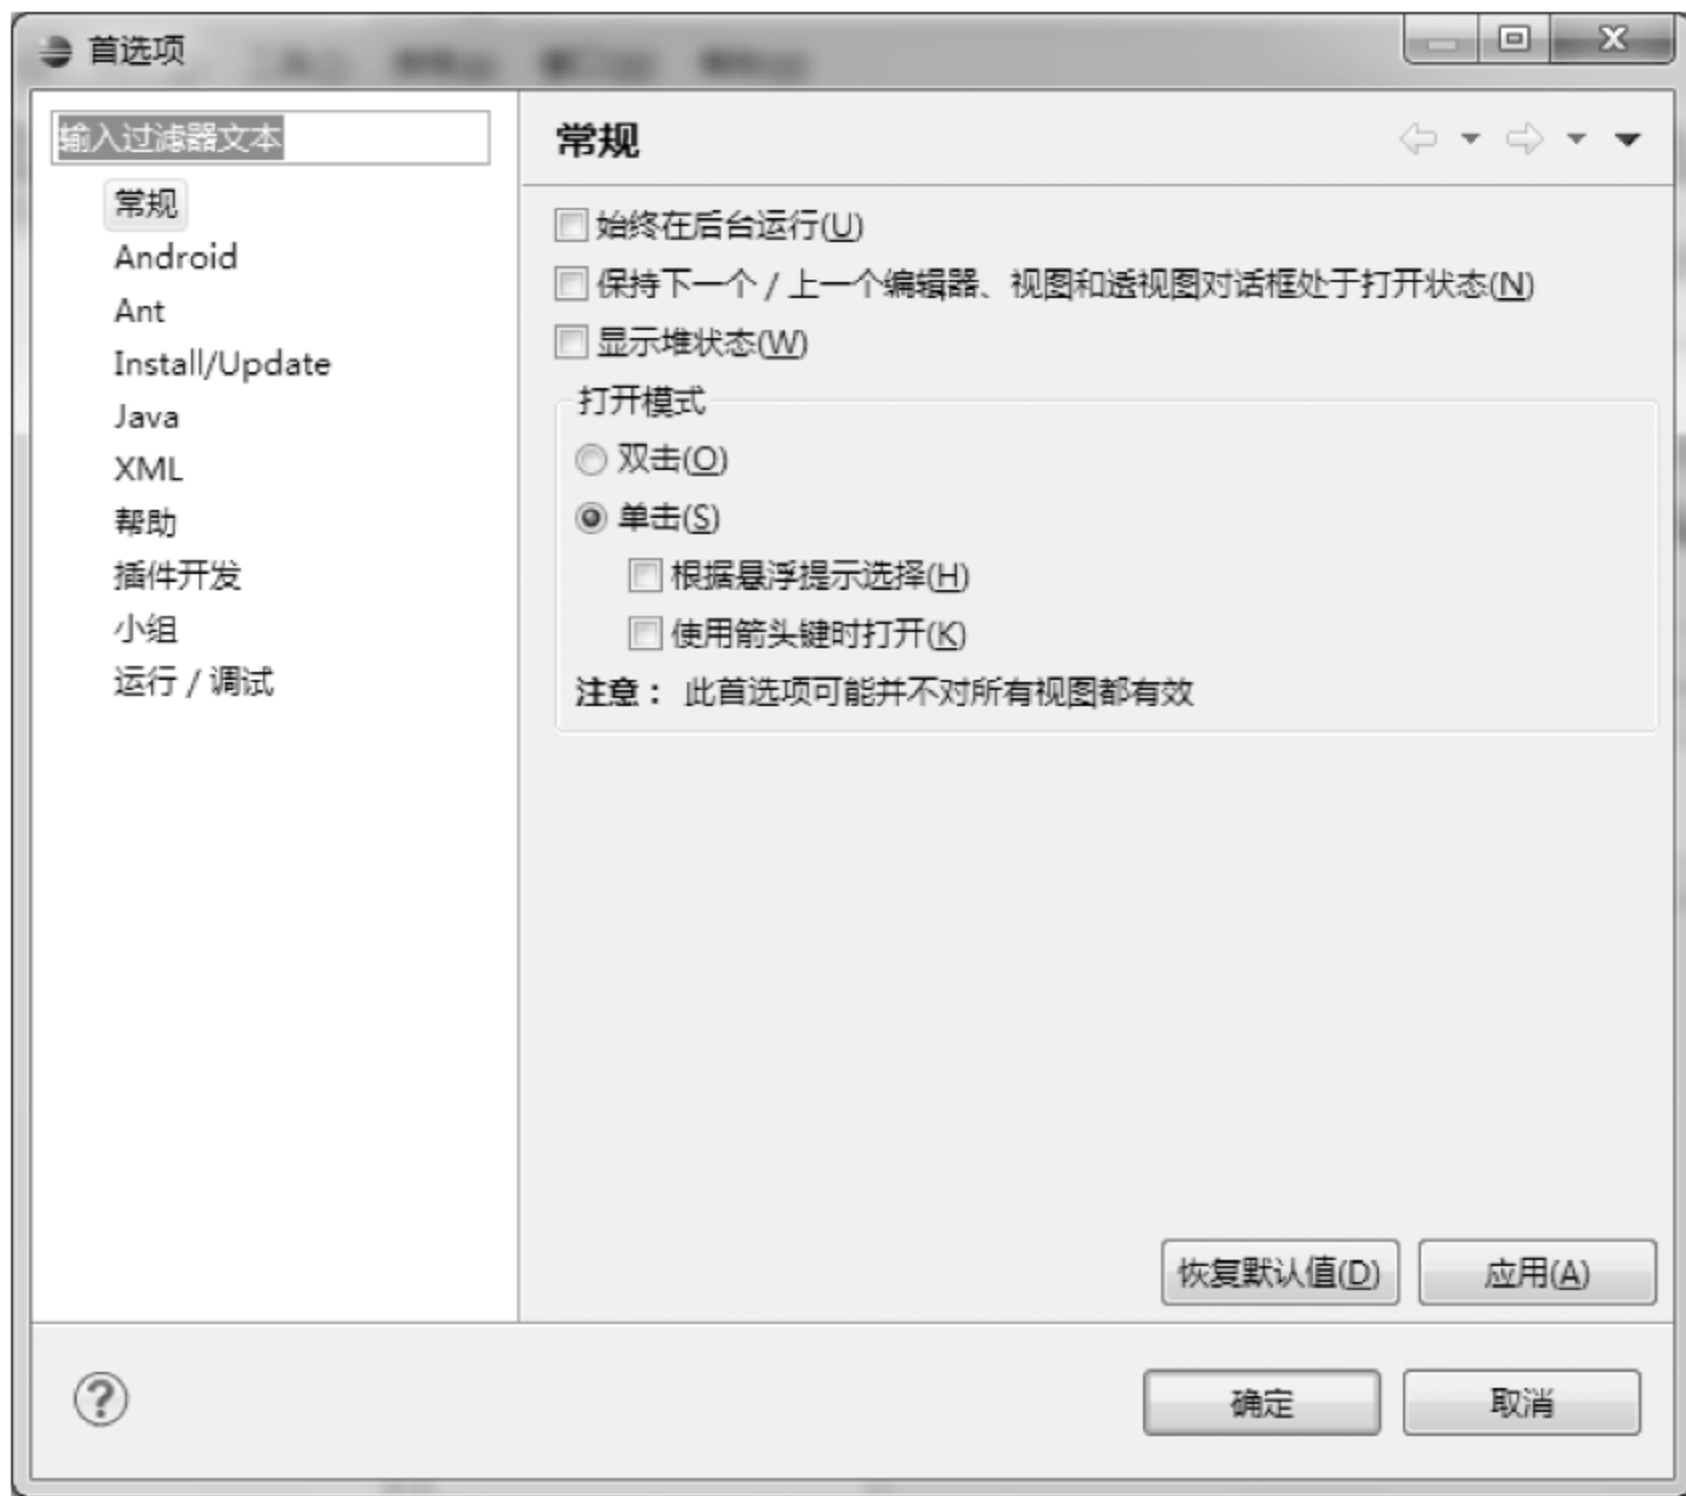 首选项
输入过滤器文本
常规
Android
Ant
Install/Update
Java
XML
帮助
插件开发
小组
运行 / 调试
常规
始终在后台运行(U)
保持下一个 / 上一个编辑器、视图和透视图对话框处于打开状态(N)
显示堆状态(W)
打开模式
双击(O)
单击(S)
根据悬浮提示选择(H)
使用箭头键时打开(K)
注意： 此首选项可能并不对所有视图都有效
恢复默认值(D)
应用(A)
确定
取消